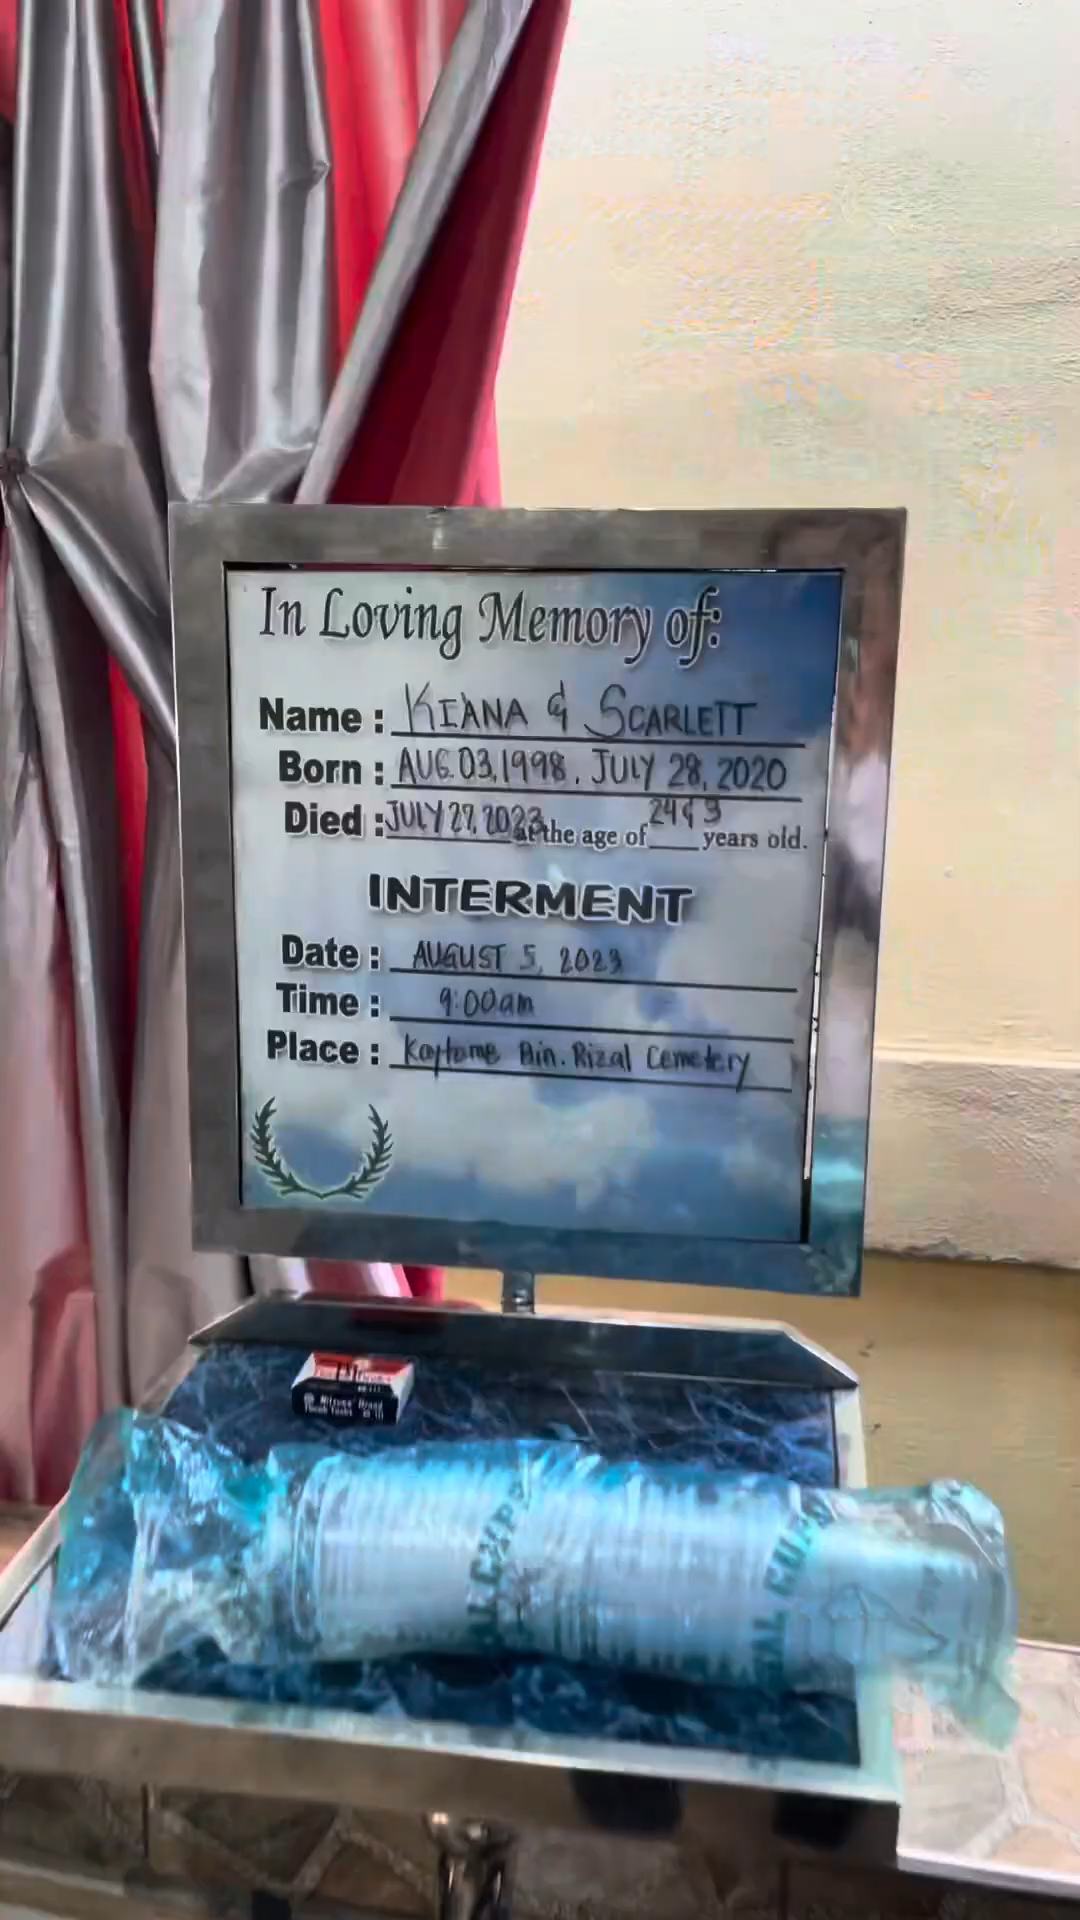 In Loving Memory of:
Name : KIANA & SCARLETT
Born : AUG.03,1998. JULY 28, 2020
Died : JULY 27, 2023 at the age of 24 & 3 years old.
INTERMENT
Date : AUGUST 5, 2023
Time : 9:00am
Place : Bin. Rizal Cemetery